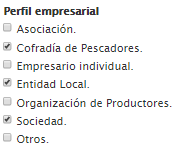 Perfil empresarial
Asociación.
Cofradía de Pescadores.
Empresario individual.
Entidad Local.
Organización de Productores.
Sociedad.
Otros.